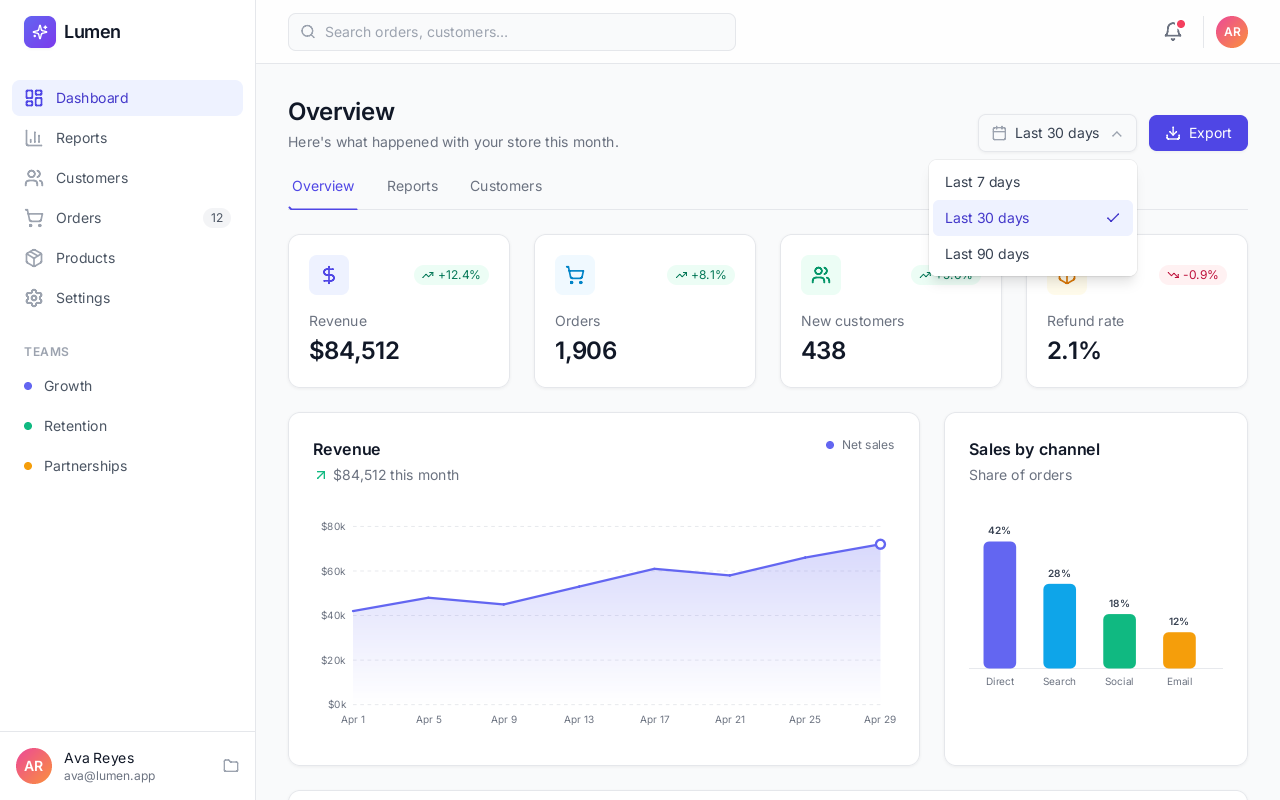 Lumen
Search orders, customers...
AR
Dashboard
Reports
Customers
Orders 12
Products
Settings
TEAMS
Growth
Retention
Partnerships
AR
Ava Reyes
ava@lumen.app
Overview
Here's what happened with your store this month.
Last 30 days
Export
Last 7 days
Last 30 days
Last 90 days
Overview Reports Customers
+12.4%
Revenue
$84,512
+8.1%
Orders
1,906
New customers
438
-0.9%
Refund rate
2.1%
Revenue
Net sales
$84,512 this month
$80k
$60k
$40k
$20k
$0k
Apr 1 Apr 5 Apr 9 Apr 13 Apr 17 Apr 21 Apr 25 Apr 29
Sales by channel
Share of orders
42%
28%
18%
12%
Direct Search Social Email